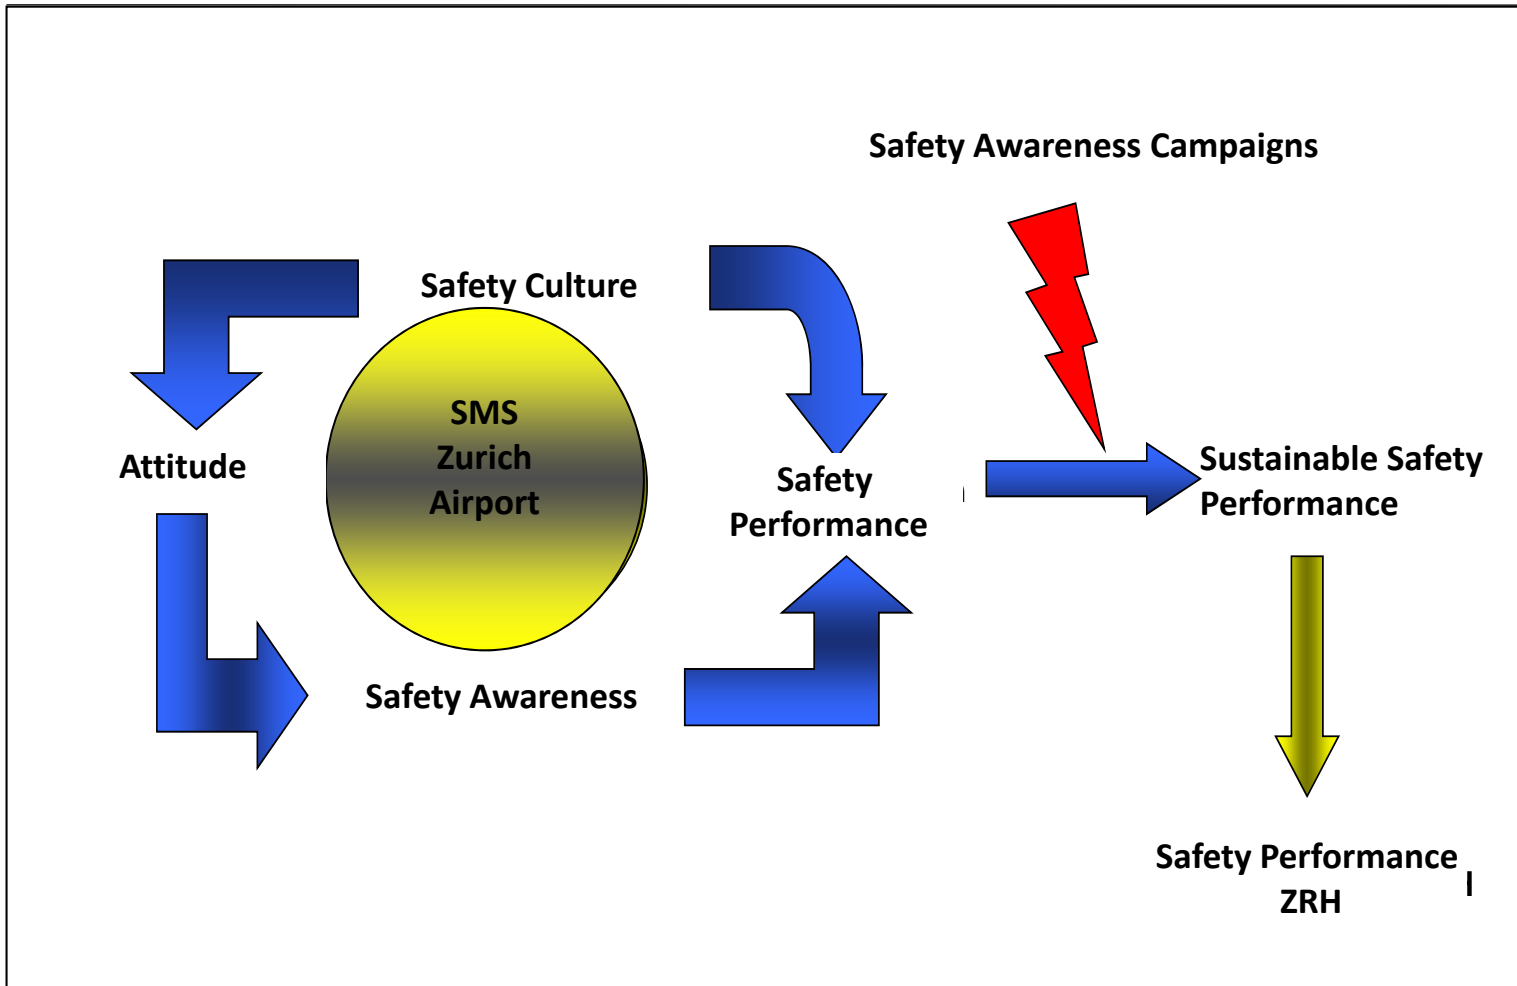 Safety Awareness Campaigns
Safety Culture
SMS
Zurich
Airport
Attitude
Safety
Performance
Sustainable Safety
Performance
Safety Awareness
Safety Performance
ZRH